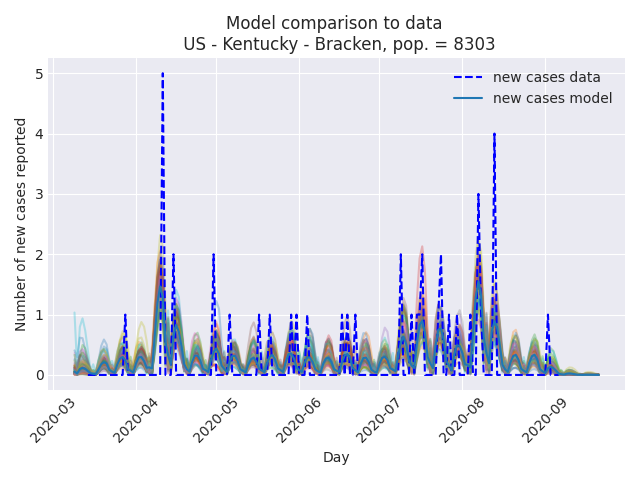 Model comparison to data
US - Kentucky - Bracken, pop. = 8303
new cases data
new cases model
Number of new cases reported
5
4
3
2
1
0
2020-03
2020-04
2020-05
2020-06
2020-07
2020-08
2020-09
Day